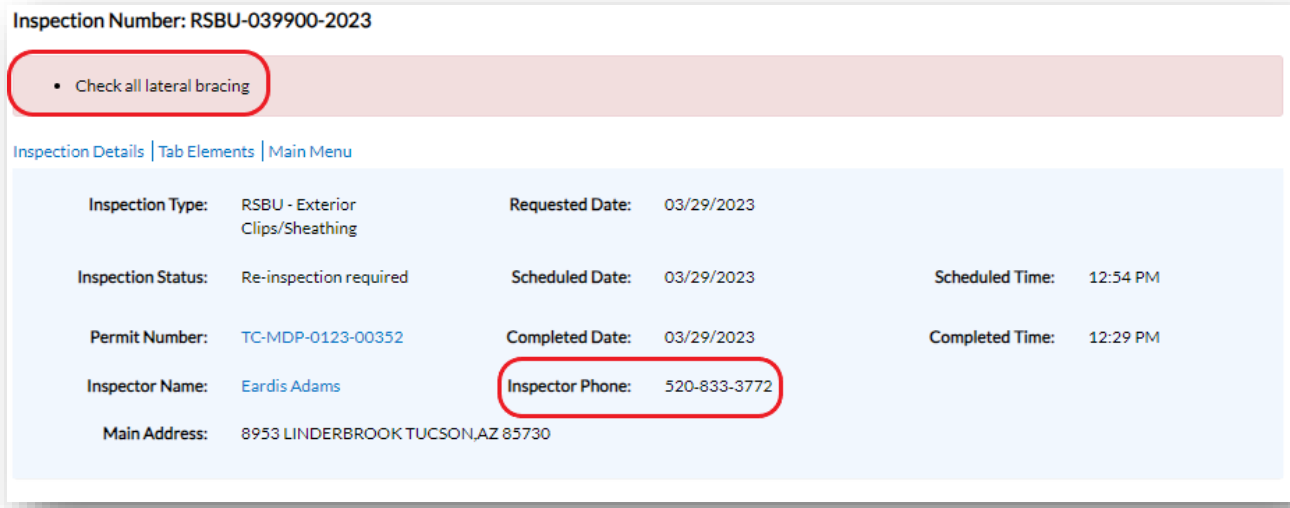 Inspection Number: RSBU-039900-2023
• Check all lateral bracing
Inspection Details | Tab Elements | Main Menu
Inspection Type: RSBU - Exterior Clips/Sheathing Requested Date: 03/29/2023
Inspection Status: Re-inspection required Scheduled Date: 03/29/2023 Scheduled Time: 12:54 PM
Permit Number: TC-MDP-0123-00352 Completed Date: 03/29/2023 Completed Time: 12:29 PM
Inspector Name: Eardis Adams Inspector Phone: 520-833-3772
Main Address: 8953 LINDERBROOK TUCSON,AZ 85730